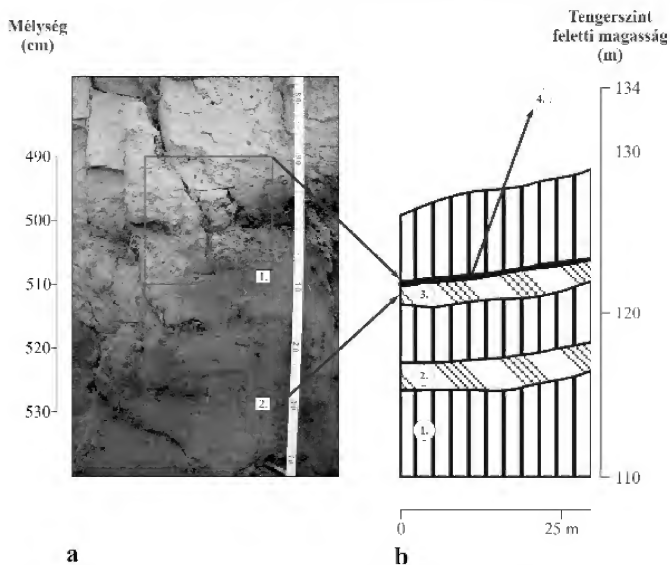 Mélység
(cm)
490
500
510
520
530
1.
2.
a
Tengerszint
feletti magasság
(m)
134
130
120
110
4.
3.
2.
1.
0
25 m
b